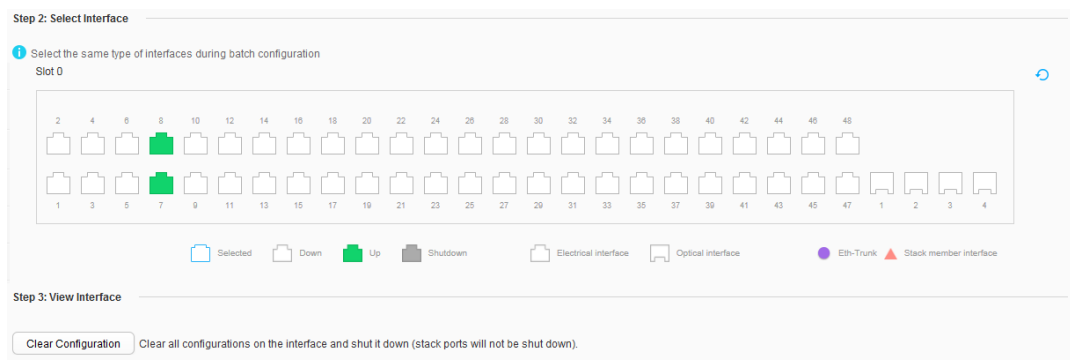 Step 2: Select Interface
Select the same type of interfaces during batch configuration
Slot 0
2 4 6 8 10 12 14 16 18 20 22 24 26 28 30 32 34 36 38 40 42 44 46 48
1 3 5 7 9 11 13 15 17 19 21 23 25 27 29 31 33 35 37 39 41 43 45 47 1 2 3 4
Selected Down Up Shutdown Electrical interface Optical interface Eth-Trunk Stack member interface
Step 3: View Interface
Clear Configuration Clear all configurations on the interface and shut it down (stack ports will not be shut down).